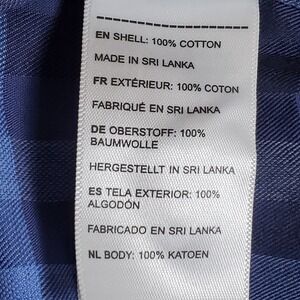 EN SHELL: 100% COTTON
MADE IN SRI LANKA
FR EXTÉRIEUR: 100% COTON
FABRIQUÉ EN SRI LANKA
DE OBERSTOFF: 100%
BAUMWOLLE
HERGESTELLT IN SRI LANKA
ES TELA EXTERIOR: 100%
ALGODÓN
FABRICADO EN SRI LANKA
NL BODY: 100% KATOEN